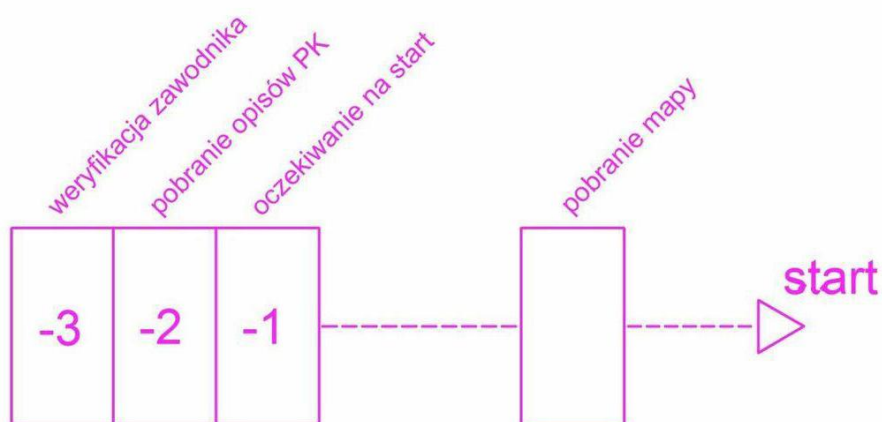 weryfikacja zawodnika
pobranie opisów PK
oczekiwanie na start
pobranie mapy
start
-3
-2
-1